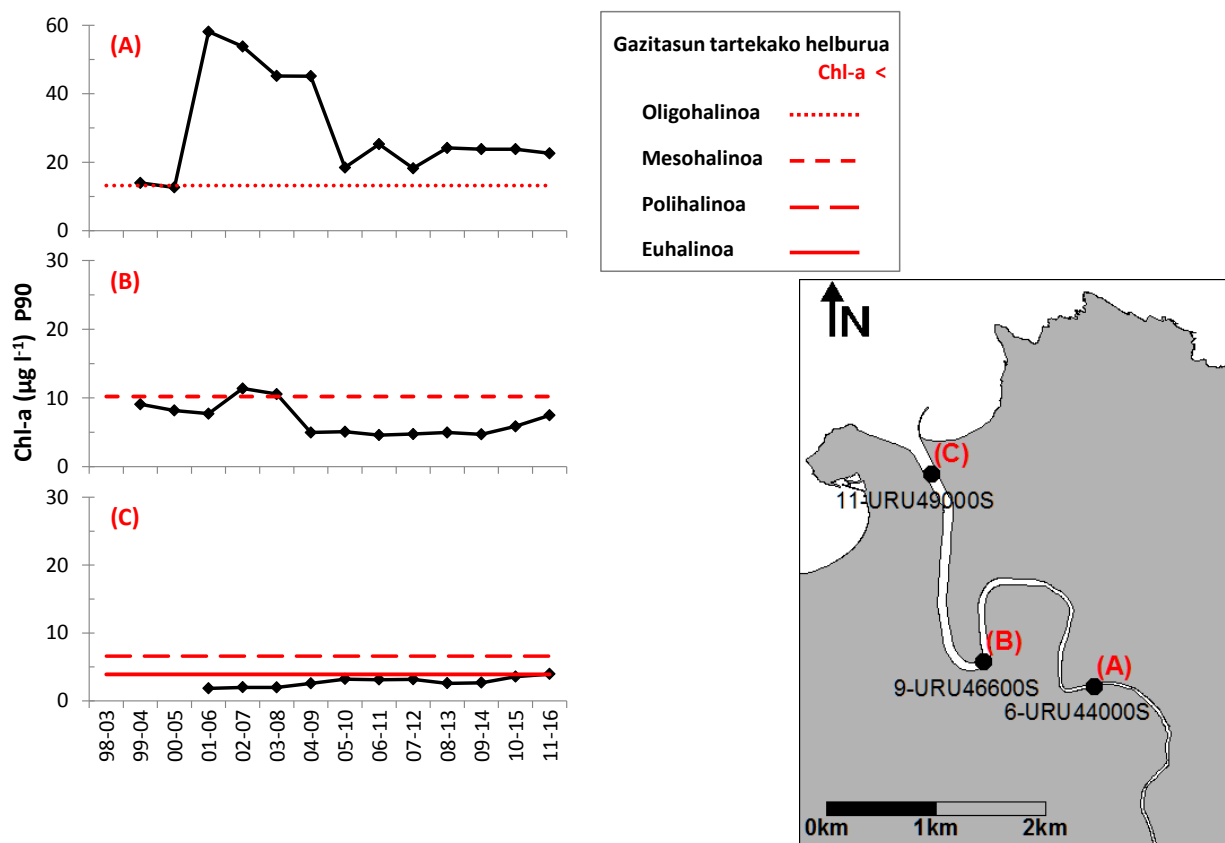 Chl-a (µg l⁻¹) P90
(A)
60
40
20
0
(B)
30
20
10
0
(C)
30
20
10
0
98-03
99-04
00-05
01-06
02-07
03-08
04-09
05-10
06-11
07-12
08-13
09-14
10-15
11-16
Gazitasun tartekako helburua
Chl-a <
Oligohalinoa
Mesohalinoa
Polihalinoa
Euhalinoa
N
(C)
11-URU49000S
(B)
9-URU46600S
(A)
6-URU44000S
0km 1km 2km